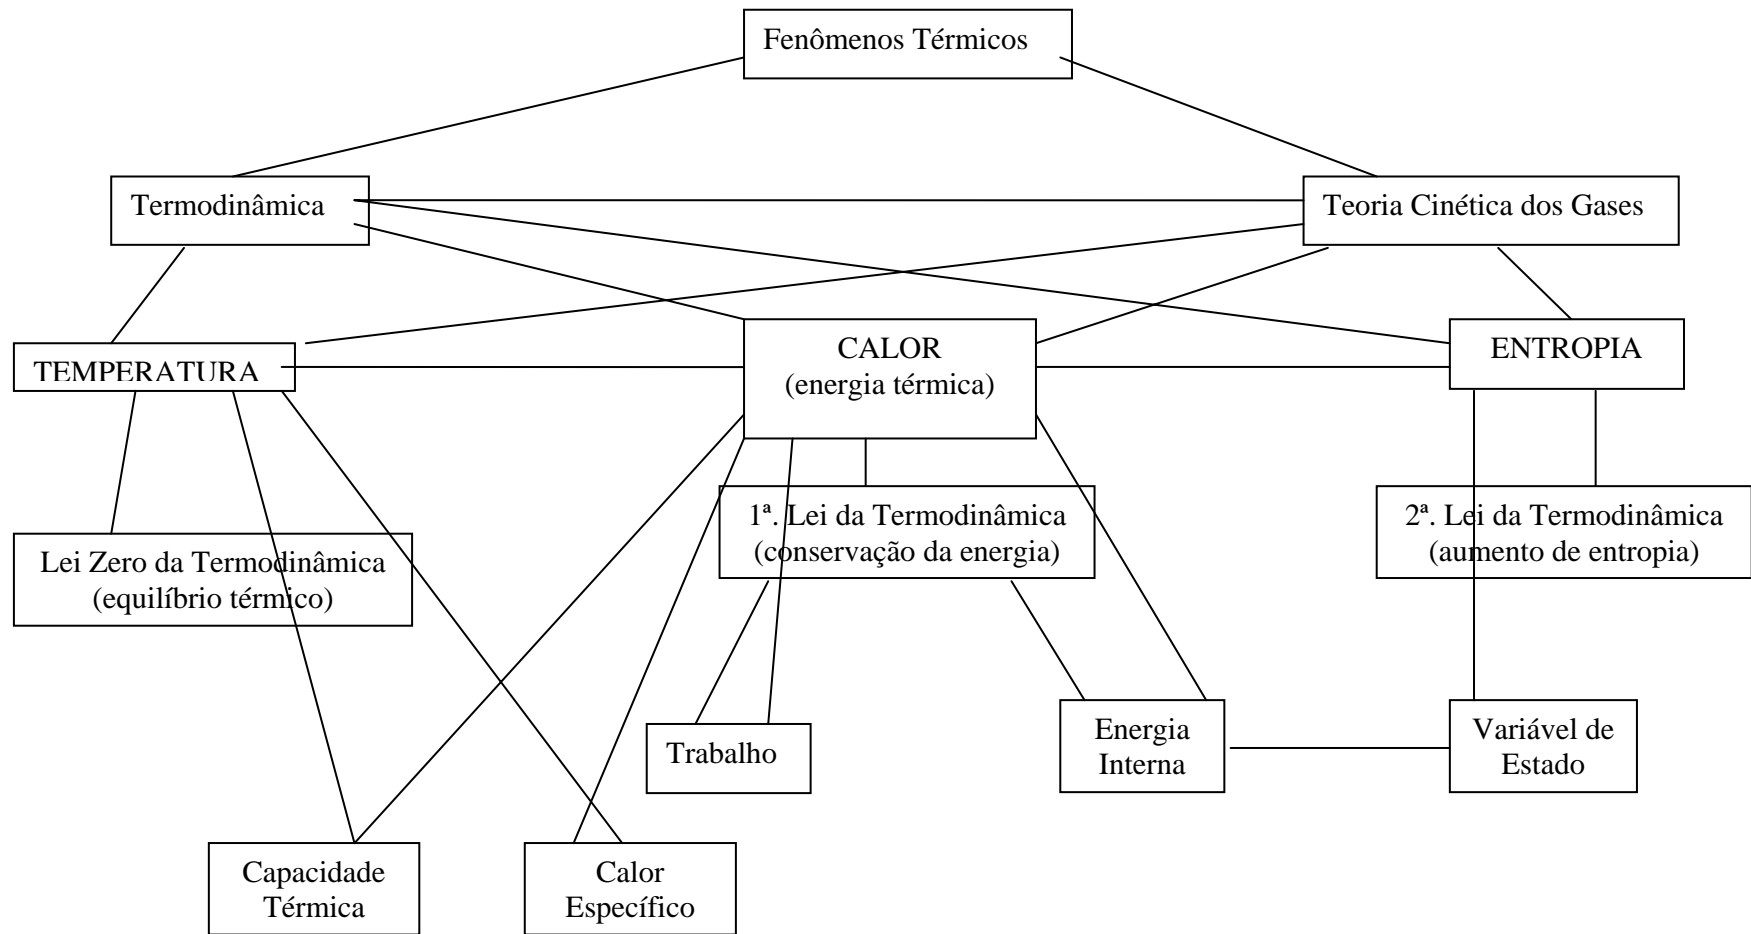 Fenômenos Térmicos
Termodinâmica
Teoria Cinética dos Gases
TEMPERATURA
CALOR
(energia térmica)
ENTROPIA
Lei Zero da Termodinâmica
(equilíbrio térmico)
1ª. Lei da Termodinâmica
(conservação da energia)
2ª. Lei da Termodinâmica
(aumento de entropia)
Trabalho
Energia
Interna
Variável de
Estado
Capacidade
Térmica
Calor
Específico